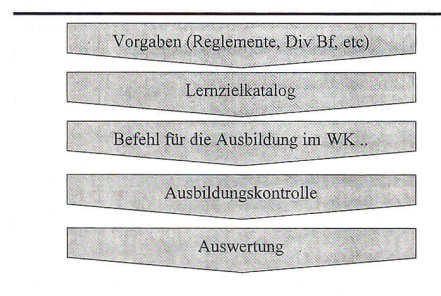 Vorgaben (Reglemente, Div Bf, etc)
Lernzielkatalog
Befehl für die Ausbildung im WK ..
Ausbildungskontrolle
Auswertung